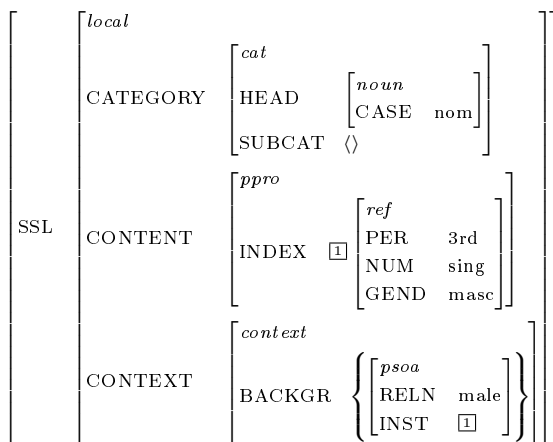 local
cat
HEAD noun
CATEGORY CASE nom
SUBCAT ⟨⟩
ppro
ref
SSL CONTENT INDEX 1 PER 3rd
NUM sing
GEND masc
context
psoa
CONTEXT BACKGR { RELN male }
INST 1